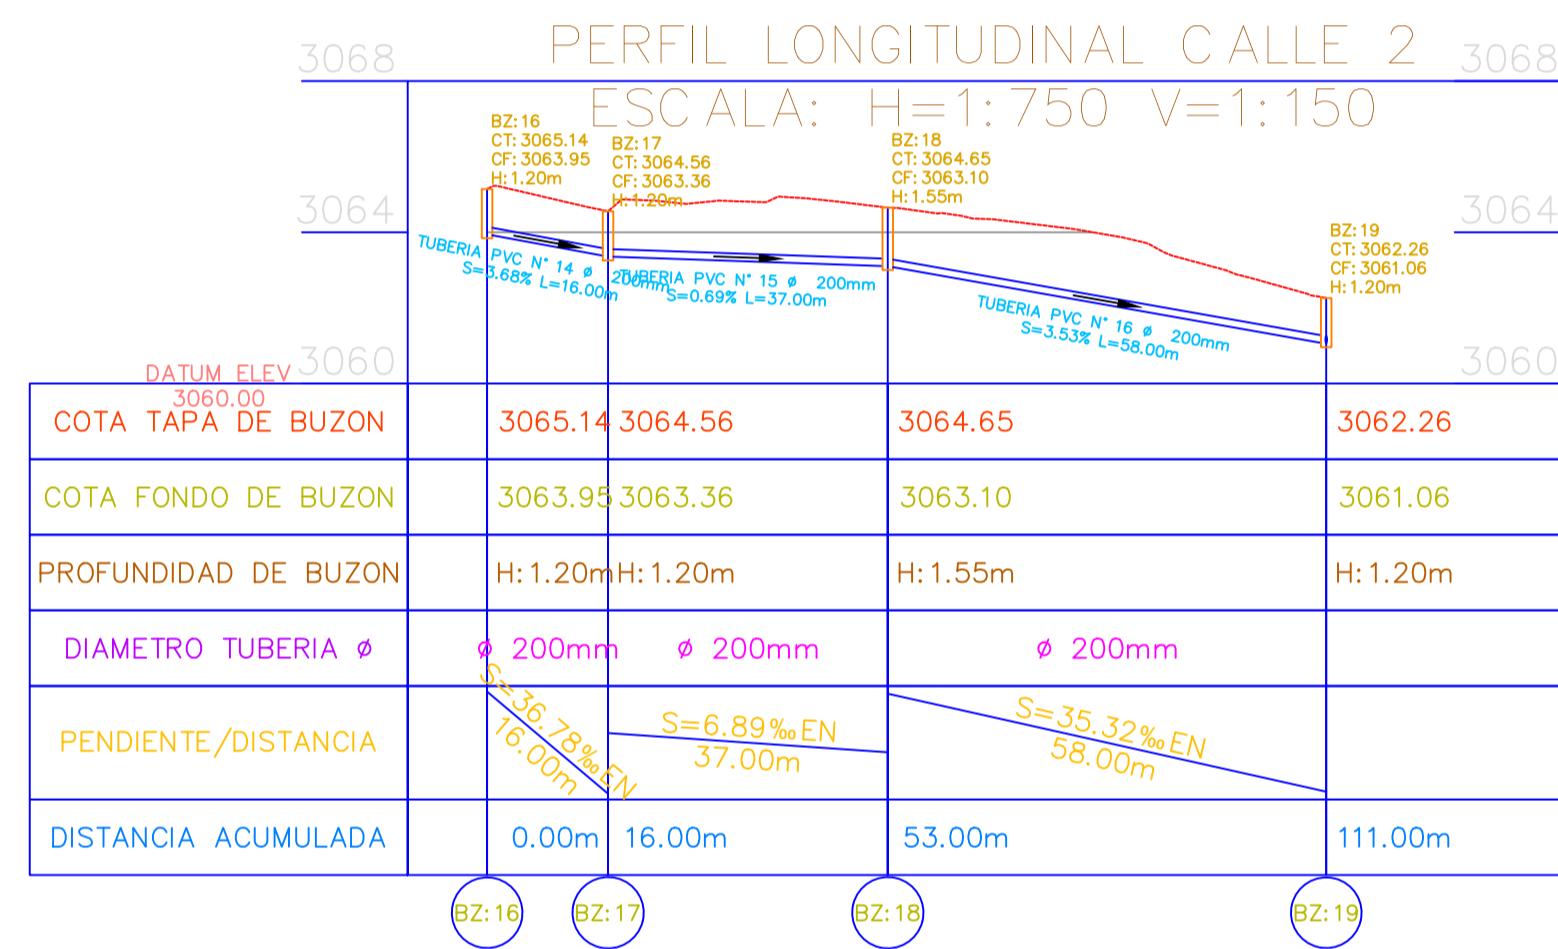 PERFIL LONGITUDINAL CALLE 2
ESCALA: H=1:750 V=1:150
3068
3068
3064
3064
3060
3060
BZ:16
CT:3065.14
CF:3063.95
H:1.20m
BZ:17
CT:3064.56
CF:3063.36
H:1.20m
BZ:18
CT:3064.65
CF:3063.10
H:1.55m
BZ:19
CT:3062.26
CF:3061.06
H:1.20m
TUBERIA PVC N° 14 ø 200mm
S=3.68% L=16.00m
TUBERIA PVC N° 15 ø 200mm
S=0.69% L=37.00m
TUBERIA PVC N° 16 ø 200mm
S=3.53% L=58.00m
DATUM ELEV
3060.00
COTA TAPA DE BUZON 3065.14 3064.56 3064.65 3062.26
COTA FONDO DE BUZON 3063.95 3063.36 3063.10 3061.06
PROFUNDIDAD DE BUZON H:1.20m H:1.20m H:1.55m H:1.20m
DIAMETRO TUBERIA ø ø 200mm ø 200mm ø 200mm
PENDIENTE/DISTANCIA
S=36.78‰ EN
16.00m
S=6.89‰ EN
37.00m
S=35.32‰ EN
58.00m
DISTANCIA ACUMULADA 0.00m 16.00m 53.00m 111.00m
BZ:16 BZ:17 BZ:18 BZ:19